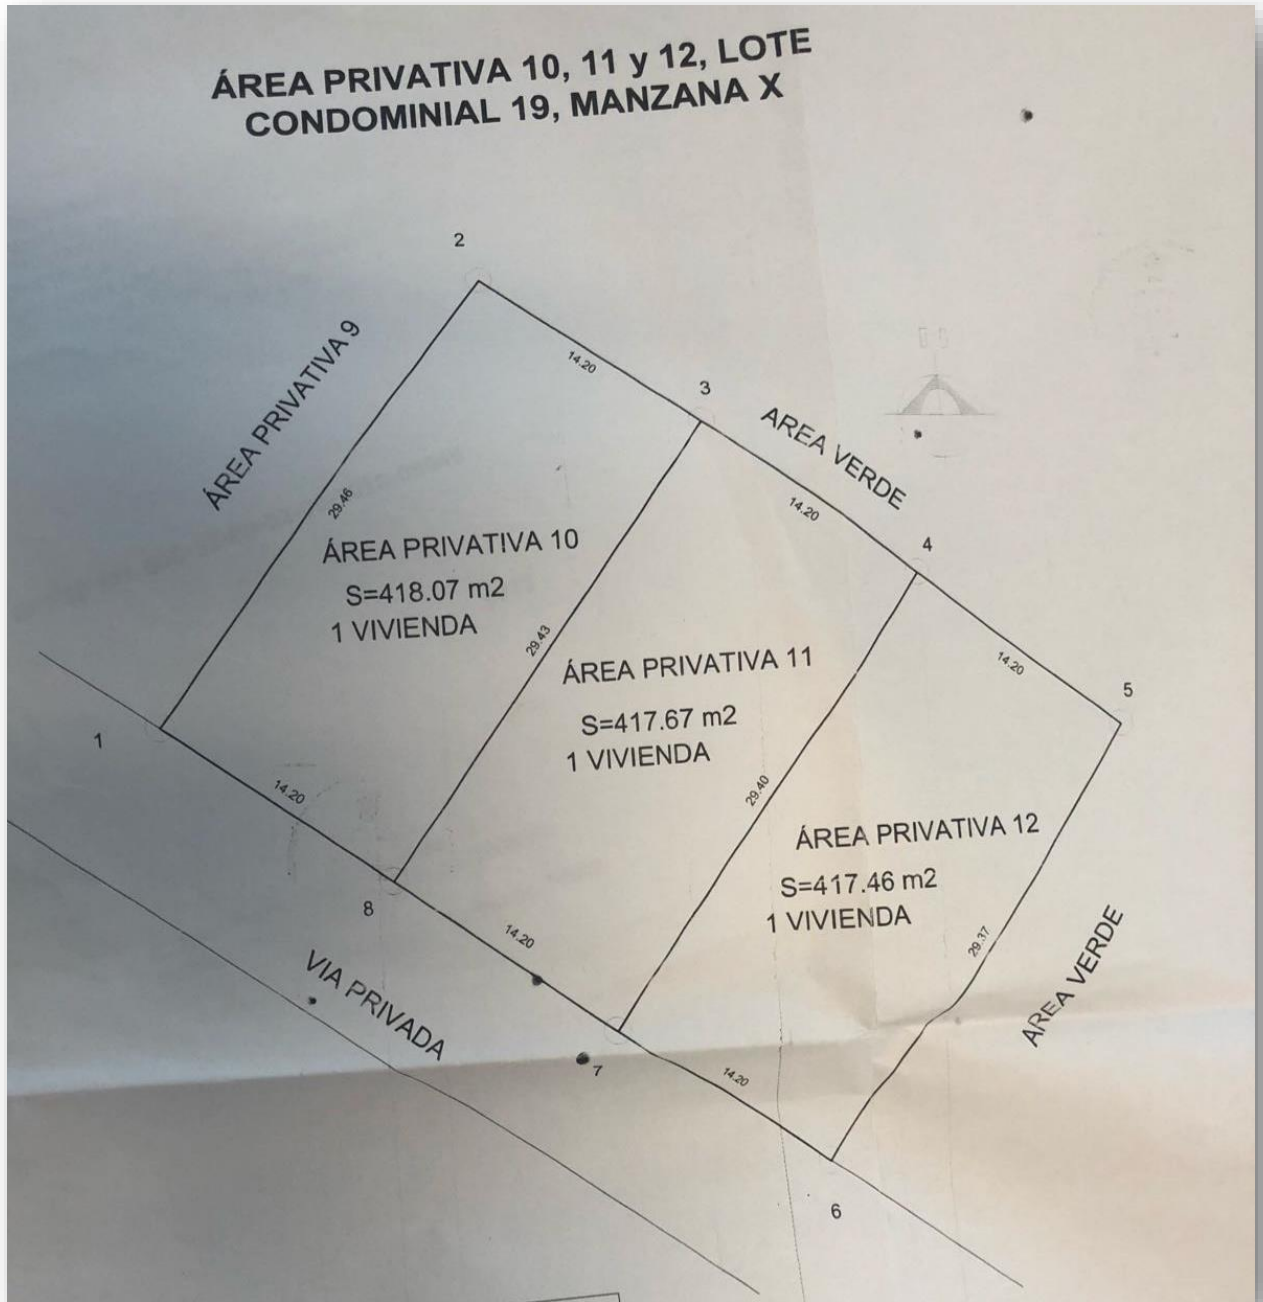 ÁREA PRIVATIVA 10, 11 y 12, LOTE
CONDOMINIAL 19, MANZANA X
2
14.20
3
ÁREA PRIVATIVA 9
29.46
AREA VERDE
14.20
4
ÁREA PRIVATIVA 10
S=418.07 m2
1 VIVIENDA
29.43
ÁREA PRIVATIVA 11
S=417.67 m2
1 VIVIENDA
14.20
5
1
14.20
29.40
ÁREA PRIVATIVA 12
S=417.46 m2
1 VIVIENDA
8
14.20
29.37
AREA VERDE
VIA PRIVADA
7
14.20
6